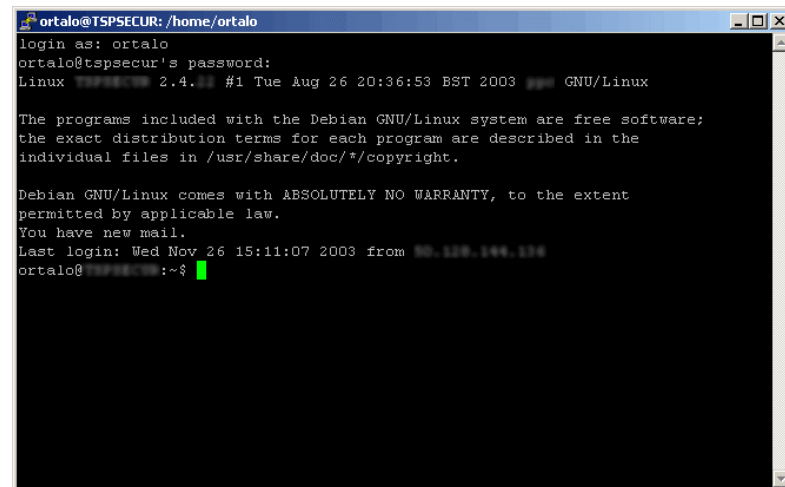 ortalo@TSPSECUR: /home/ortalo
login as: ortalo
ortalo@tspsecur's password:
Linux 2.4. #1 Tue Aug 26 20:36:53 BST 2003 GNU/Linux
The programs included with the Debian GNU/Linux system are free software;
the exact distribution terms for each program are described in the
individual files in /usr/share/doc/*/copyright.
Debian GNU/Linux comes with ABSOLUTELY NO WARRANTY, to the extent
permitted by applicable law.
You have new mail.
Last login: Wed Nov 26 15:11:07 2003 from
ortalo@ :~$